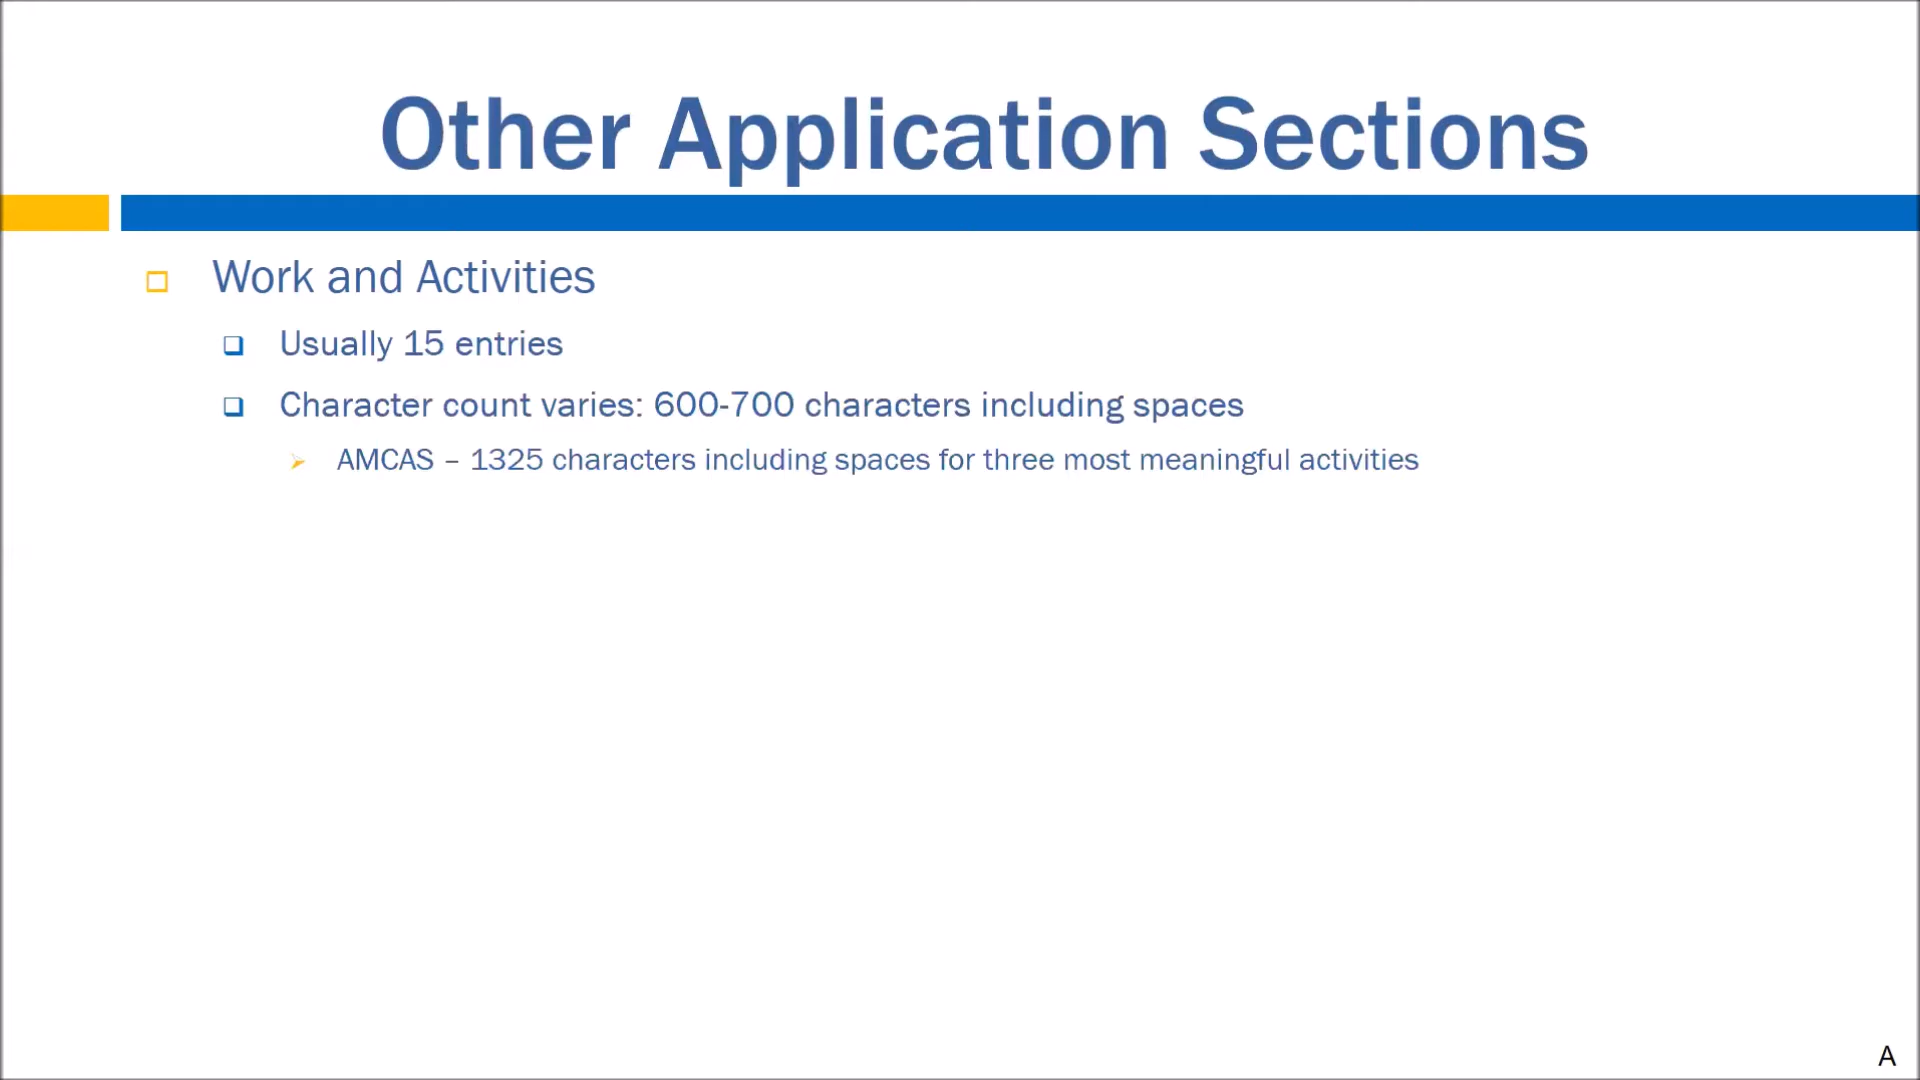 Other Application Sections
Work and Activities
Usually 15 entries
Character count varies: 600-700 characters including spaces
AMCAS – 1325 characters including spaces for three most meaningful activities
A